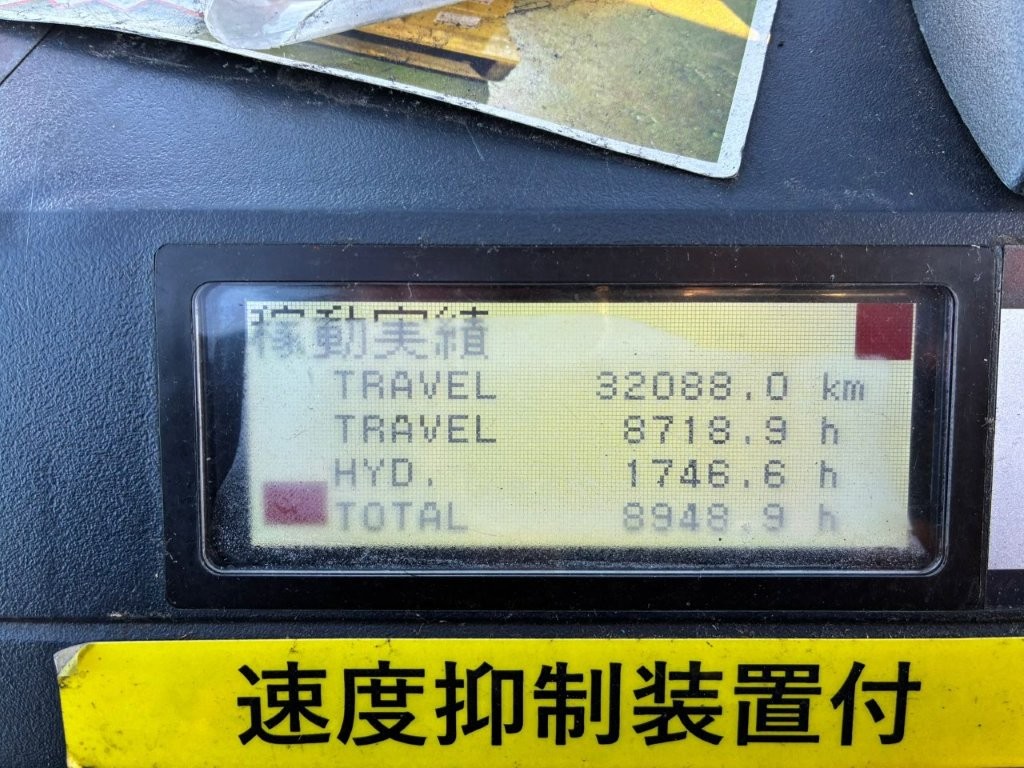 稼動実績
TRAVEL 32088.0 km
TRAVEL 8718.9 h
HYD. 1746.6 h
TOTAL 8948.9 h
速度抑制装置付